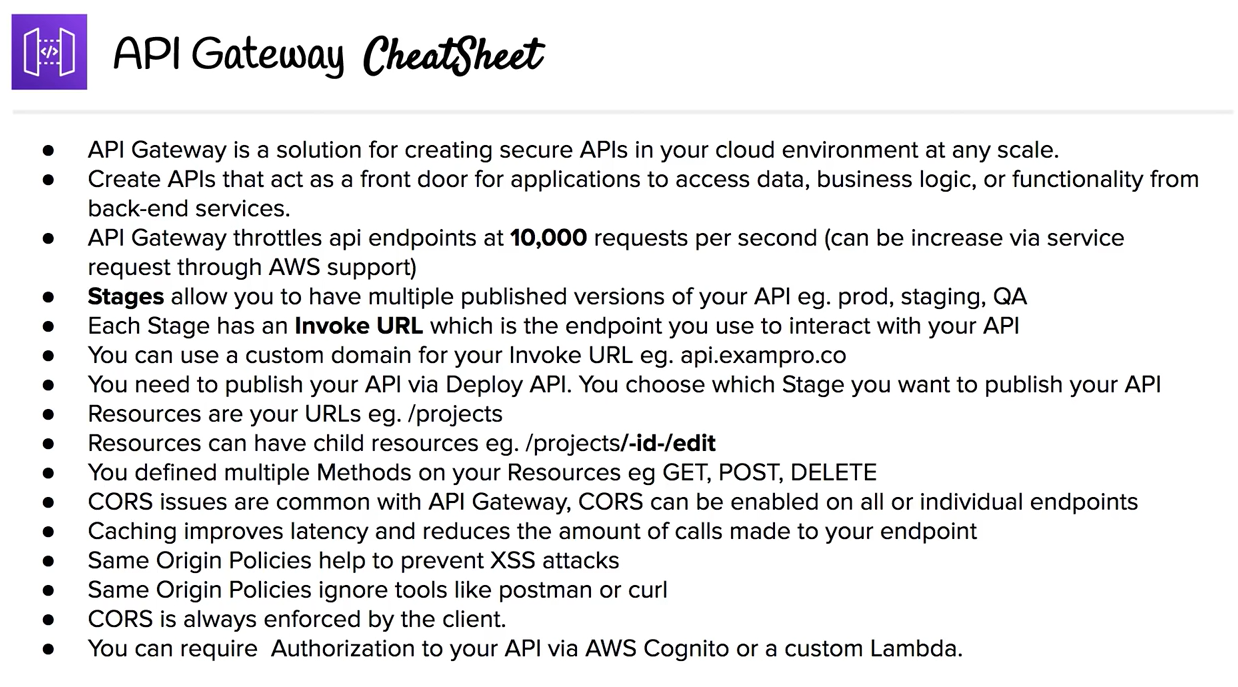 API Gateway CheatSheet
● API Gateway is a solution for creating secure APIs in your cloud environment at any scale.
● Create APIs that act as a front door for applications to access data, business logic, or functionality from
back-end services.
● API Gateway throttles api endpoints at 10,000 requests per second (can be increase via service
request through AWS support)
● Stages allow you to have multiple published versions of your API eg. prod, staging, QA
● Each Stage has an Invoke URL which is the endpoint you use to interact with your API
● You can use a custom domain for your Invoke URL eg. api.exampro.co
● You need to publish your API via Deploy API. You choose which Stage you want to publish your API
● Resources are your URLs eg. /projects
● Resources can have child resources eg. /projects/-id-/edit
● You defined multiple Methods on your Resources eg GET, POST, DELETE
● CORS issues are common with API Gateway, CORS can be enabled on all or individual endpoints
● Caching improves latency and reduces the amount of calls made to your endpoint
● Same Origin Policies help to prevent XSS attacks
● Same Origin Policies ignore tools like postman or curl
● CORS is always enforced by the client.
● You can require  Authorization to your API via AWS Cognito or a custom Lambda.